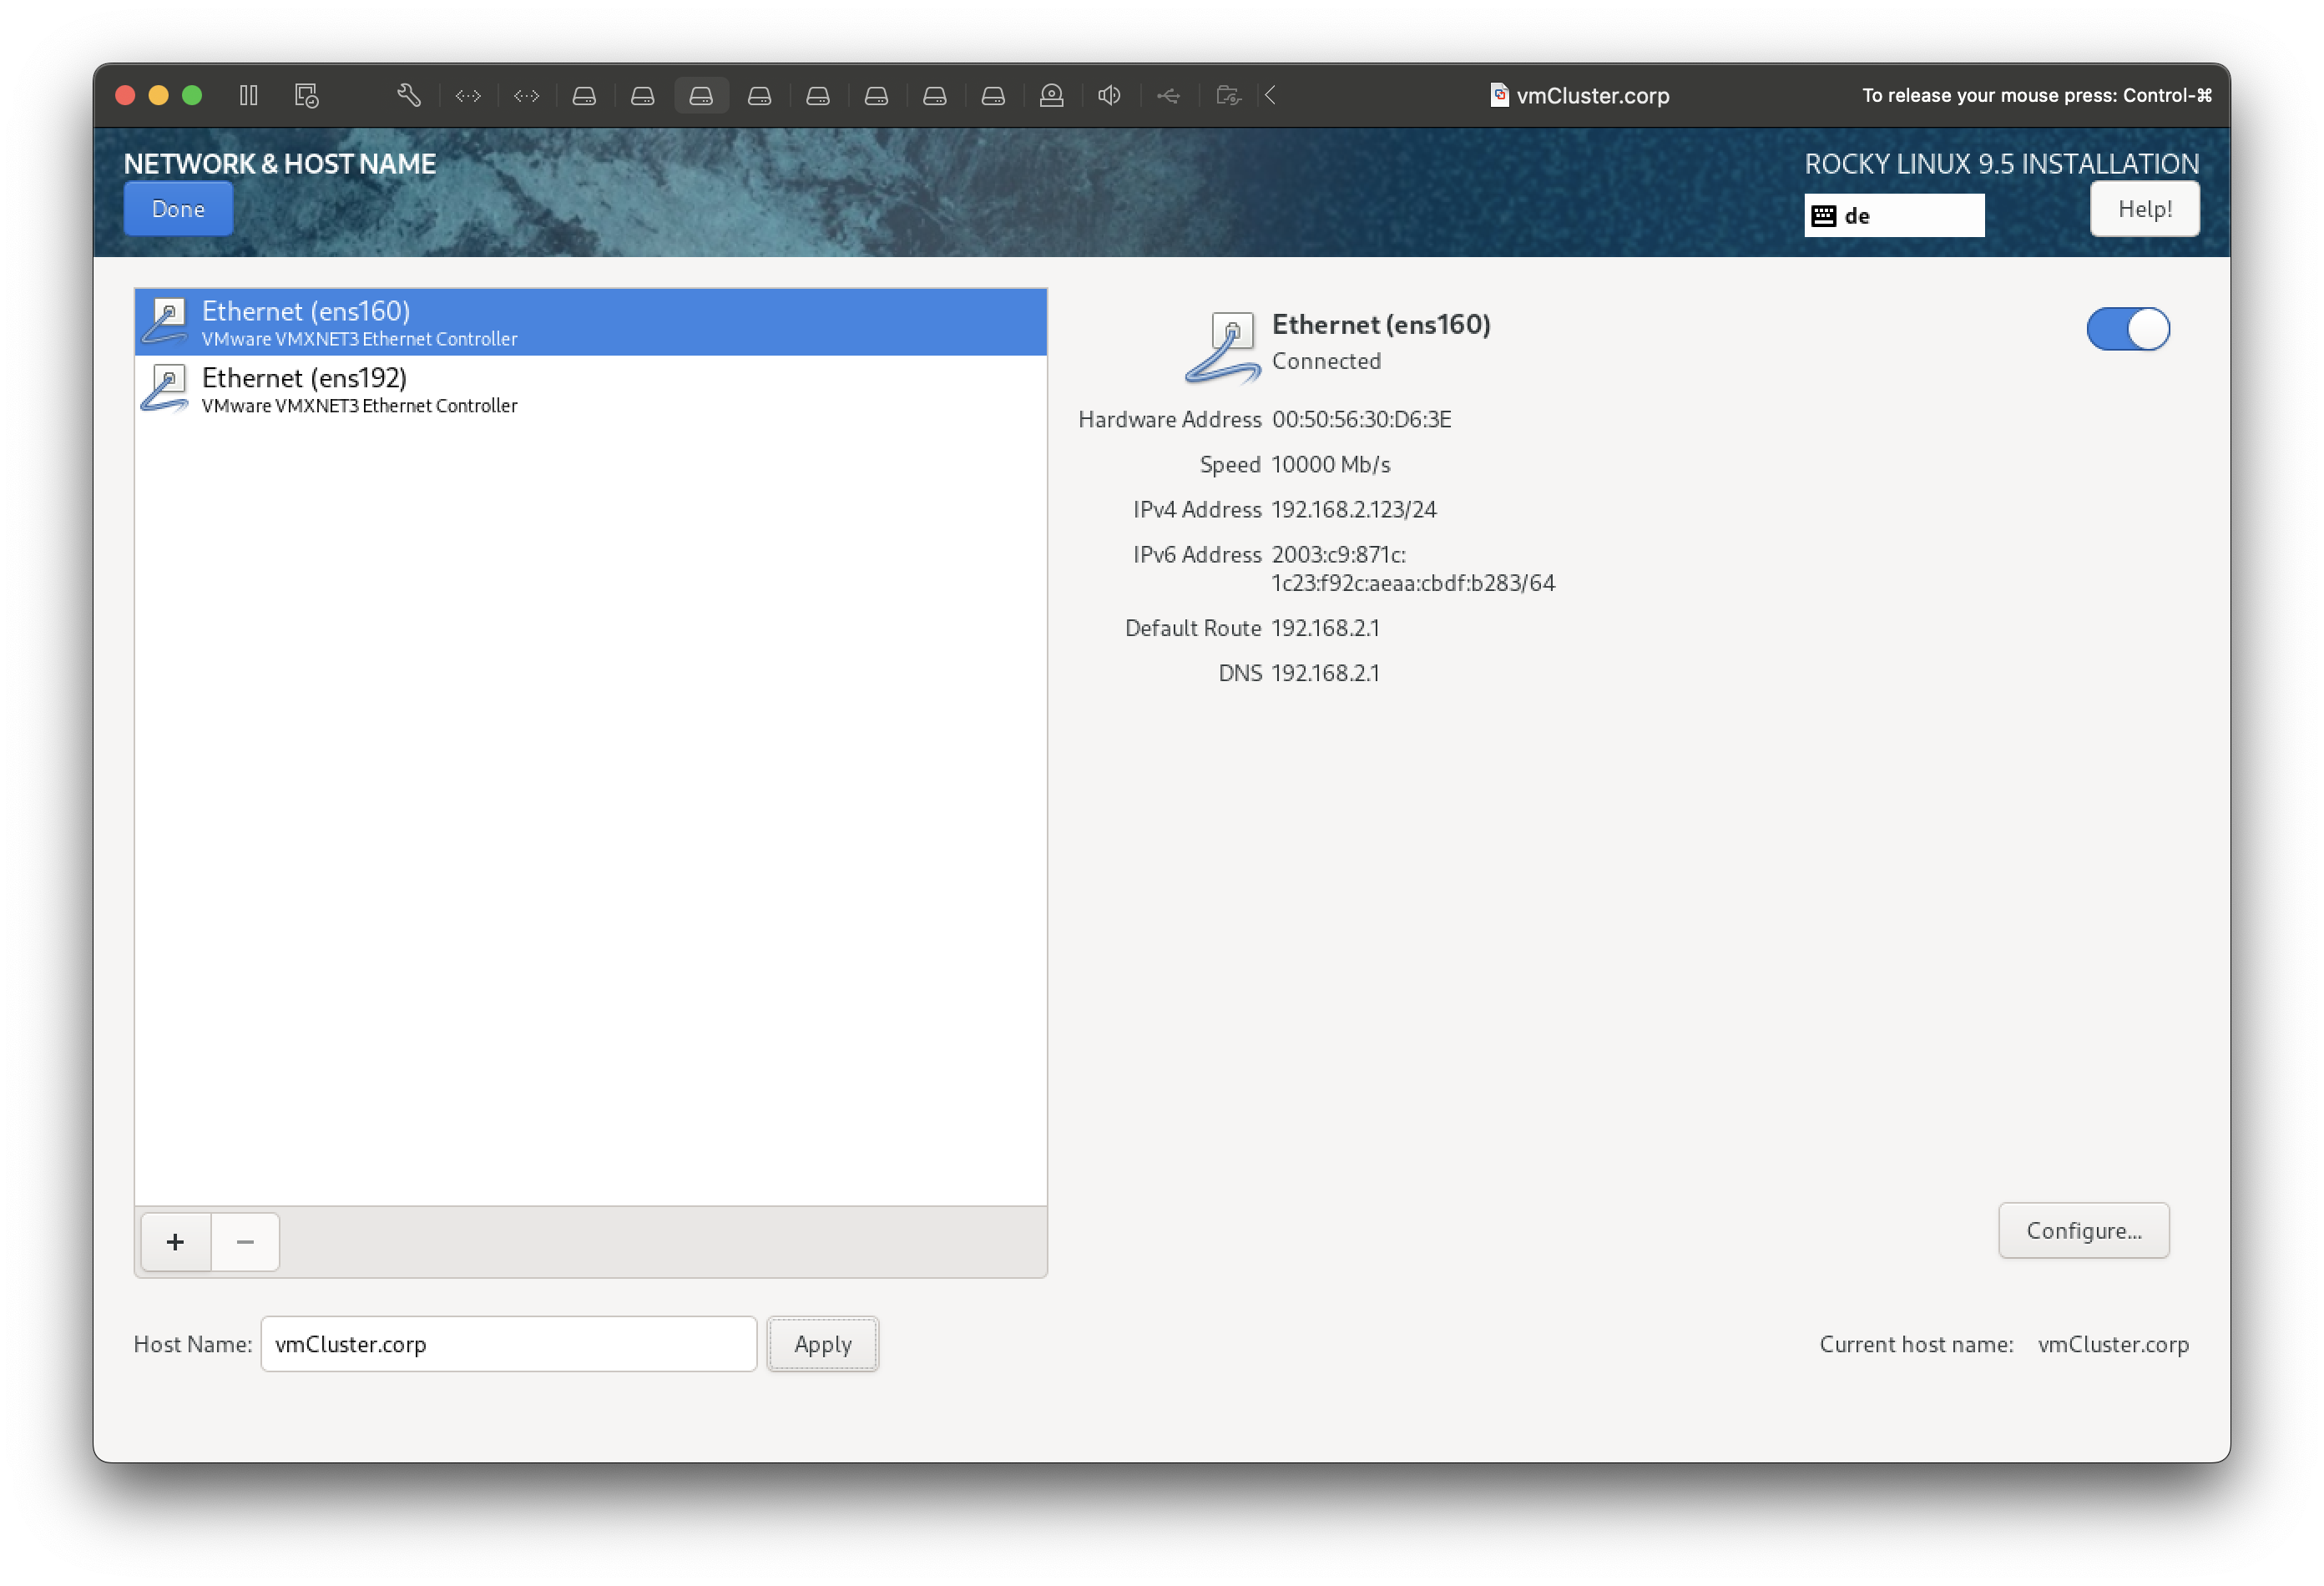 vmCluster.corp
To release your mouse press: Control-⌘
NETWORK & HOST NAME
ROCKY LINUX 9.5 INSTALLATION
Done
de
Help!
Ethernet (ens160)
VMware VMXNET3 Ethernet Controller
Ethernet (ens192)
VMware VMXNET3 Ethernet Controller
Ethernet (ens160)
Connected
Hardware Address 00:50:56:30:D6:3E
Speed 10000 Mb/s
IPv4 Address 192.168.2.123/24
IPv6 Address 2003:c9:871c:
1c23:f92c:aeaa:cbdf:b283/64
Default Route 192.168.2.1
DNS 192.168.2.1
+ −
Configure...
Host Name: vmCluster.corp Apply
Current host name: vmCluster.corp